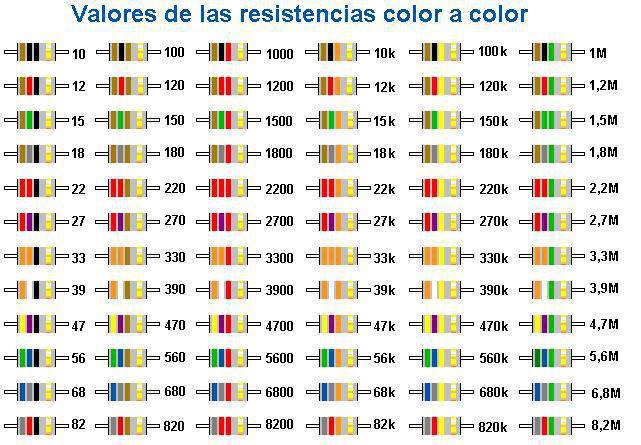 Valores de las resistencias color a color
10 100 1000 10k 100k 1M
12 120 1200 12k 120k 1,2M
15 150 1500 15k 150k 1,5M
18 180 1800 18k 180k 1,8M
22 220 2200 22k 220k 2,2M
27 270 2700 27k 270k 2,7M
33 330 3300 33k 330k 3,3M
39 390 3900 39k 390k 3,9M
47 470 4700 47k 470k 4,7M
56 560 5600 56k 560k 5,6M
68 680 6800 68k 680k 6,8M
82 820 8200 82k 820k 8,2M